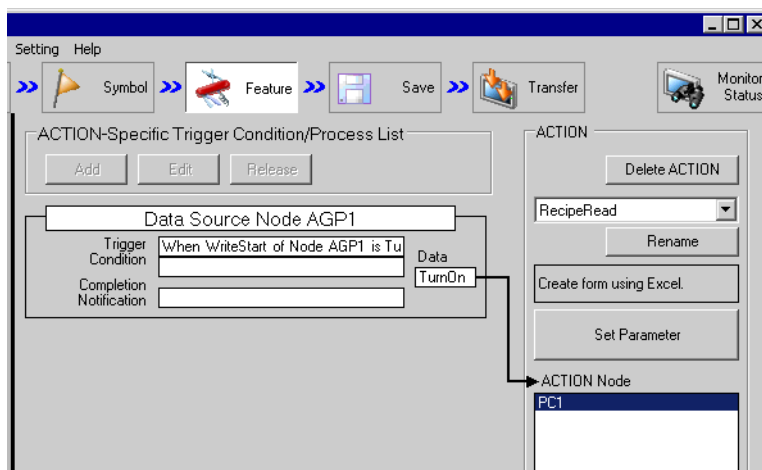 Setting Help
Symbol Feature Save Transfer Monitor
Status
ACTION-Specific Trigger Condition/Process List
Add Edit Release
Data Source Node AGP1
Trigger
Condition
When WriteStart of Node AGP1 is Tu
Completion
Notification
Data
TurnOn
ACTION
Delete ACTION
RecipeRead
Rename
Create form using Excel.
Set Parameter
ACTION Node
PC1